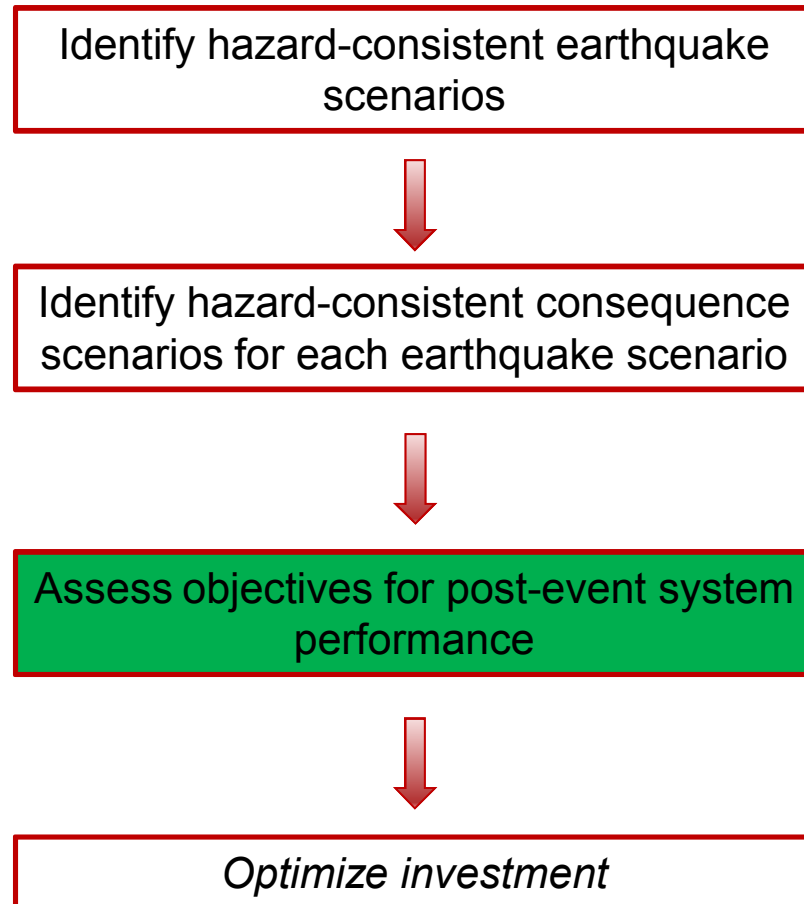 Identify hazard-consistent earthquake
scenarios
Identify hazard-consistent consequence
scenarios for each earthquake scenario
Assess objectives for post-event system
performance
Optimize investment